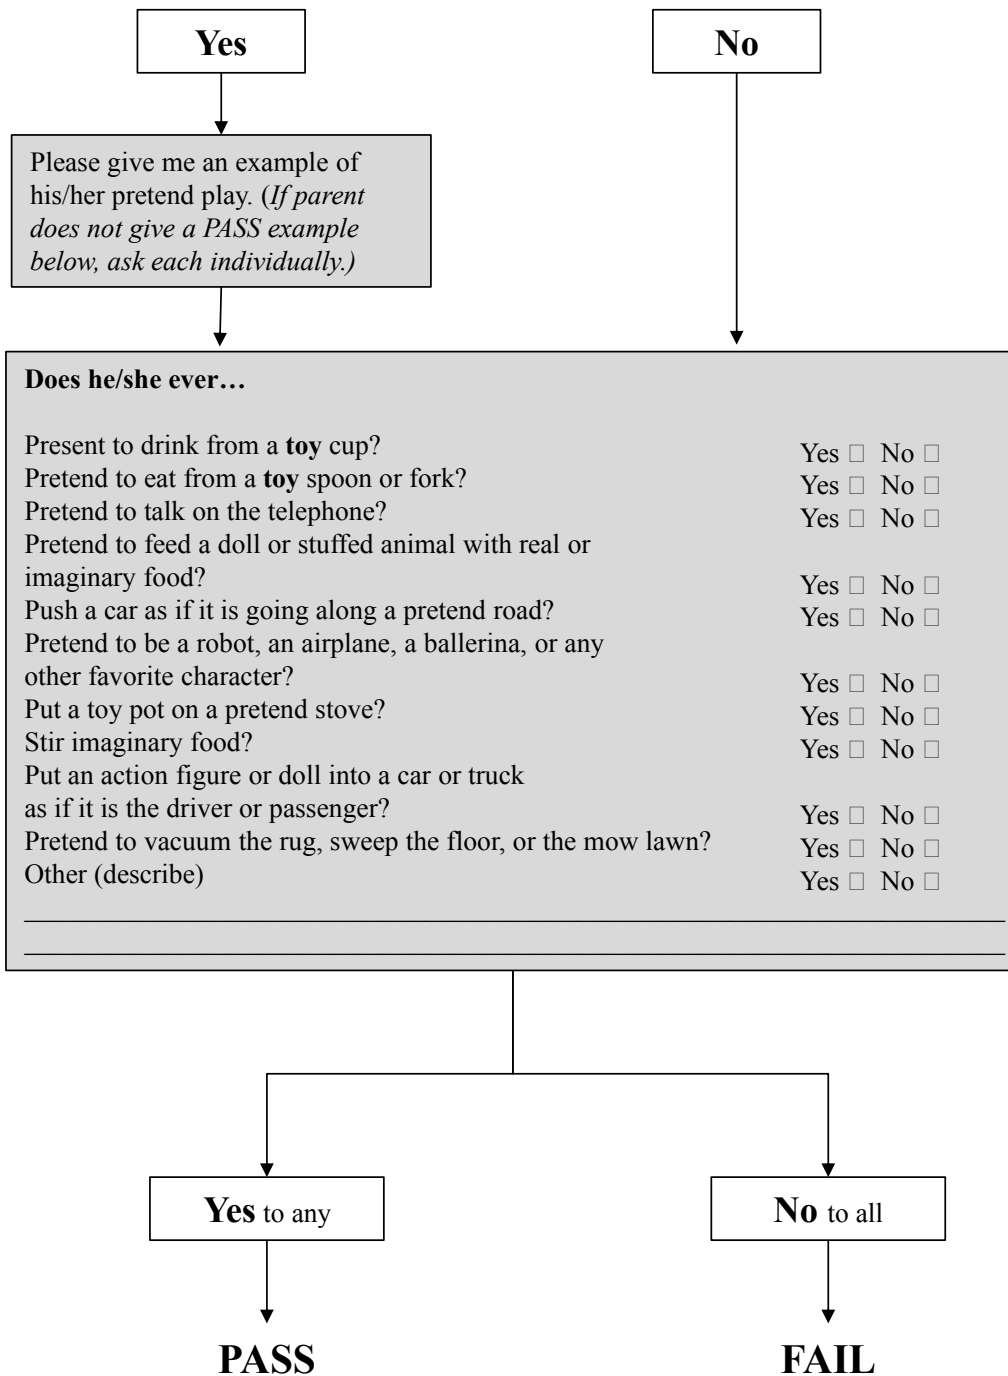 Yes
No
Please give me an example of
his/her pretend play. (If parent
does not give a PASS example
below, ask each individually.)
Does he/she ever…
Present to drink from a toy cup? Yes □ No □
Pretend to eat from a toy spoon or fork? Yes □ No □
Pretend to talk on the telephone? Yes □ No □
Pretend to feed a doll or stuffed animal with real or
imaginary food? Yes □ No □
Push a car as if it is going along a pretend road? Yes □ No □
Pretend to be a robot, an airplane, a ballerina, or any
other favorite character? Yes □ No □
Put a toy pot on a pretend stove? Yes □ No □
Stir imaginary food? Yes □ No □
Put an action figure or doll into a car or truck
as if it is the driver or passenger? Yes □ No □
Pretend to vacuum the rug, sweep the floor, or the mow lawn? Yes □ No □
Other (describe) Yes □ No □
Yes to any
No to all
PASS
FAIL